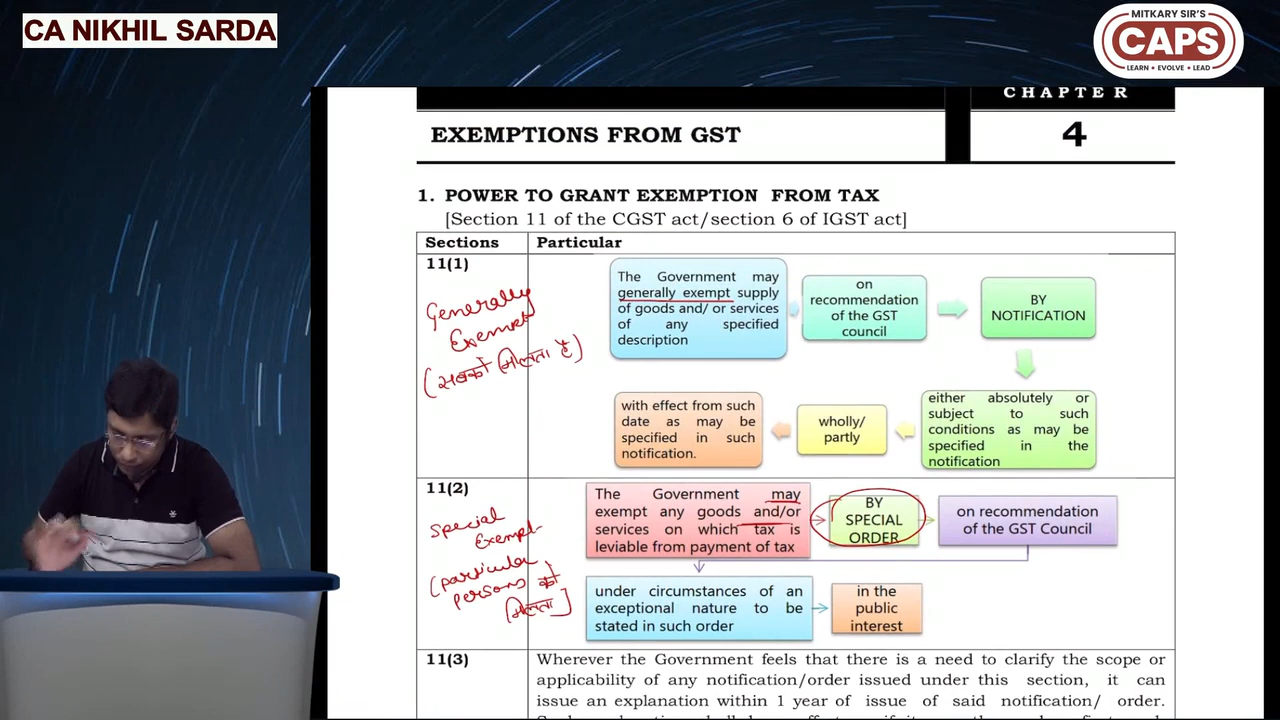 CA NIKHIL SARDA
MITKARY SIR'S
CAPS
LEARN • EVOLVE • LEAD
CHAPTER
EXEMPTIONS FROM GST
4
1. POWER TO GRANT EXEMPTION FROM TAX
[Section 11 of the CGST act/section 6 of IGST act]
Sections
Particular
11(1)
Generally
Exempt
(सबको मिलता है)
The Government may
generally exempt supply
of goods and/ or services
of any specified
description
on
recommendation
of the GST
council
BY
NOTIFICATION
either absolutely or
subject to such
conditions as may be
specified in the
notification
wholly/
partly
with effect from such
date as may be
specified in such
notification.
11(2)
Special
Exempt
(particular
persons को
मिलता]
The Government may
exempt any goods and/or
services on which tax is
leviable from payment of tax
BY
SPECIAL
ORDER
on recommendation
of the GST Council
under circumstances of an
exceptional nature to be
stated in such order
in the
public
interest
11(3)
Wherever the Government feels that there is a need to clarify the scope or
applicability of any notification/order issued under this section, it can
issue an explanation within 1 year of issue of said notification/ order.